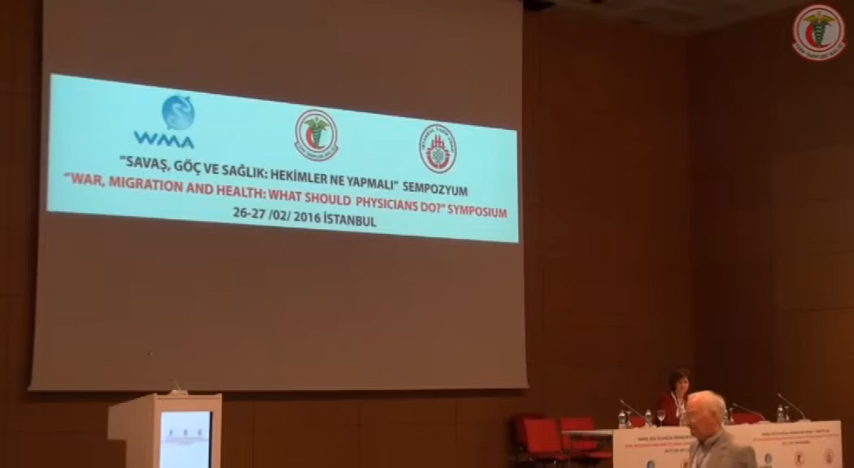 WMA
"SAVAŞ, GÖÇ VE SAĞLIK: HEKİMLER NE YAPMALI" SEMPOZYUM
"WAR, MIGRATION AND HEALTH: WHAT SHOULD PHYSICIANS DO?" SYMPOSIUM
26-27 /02/ 2016 İSTANBUL